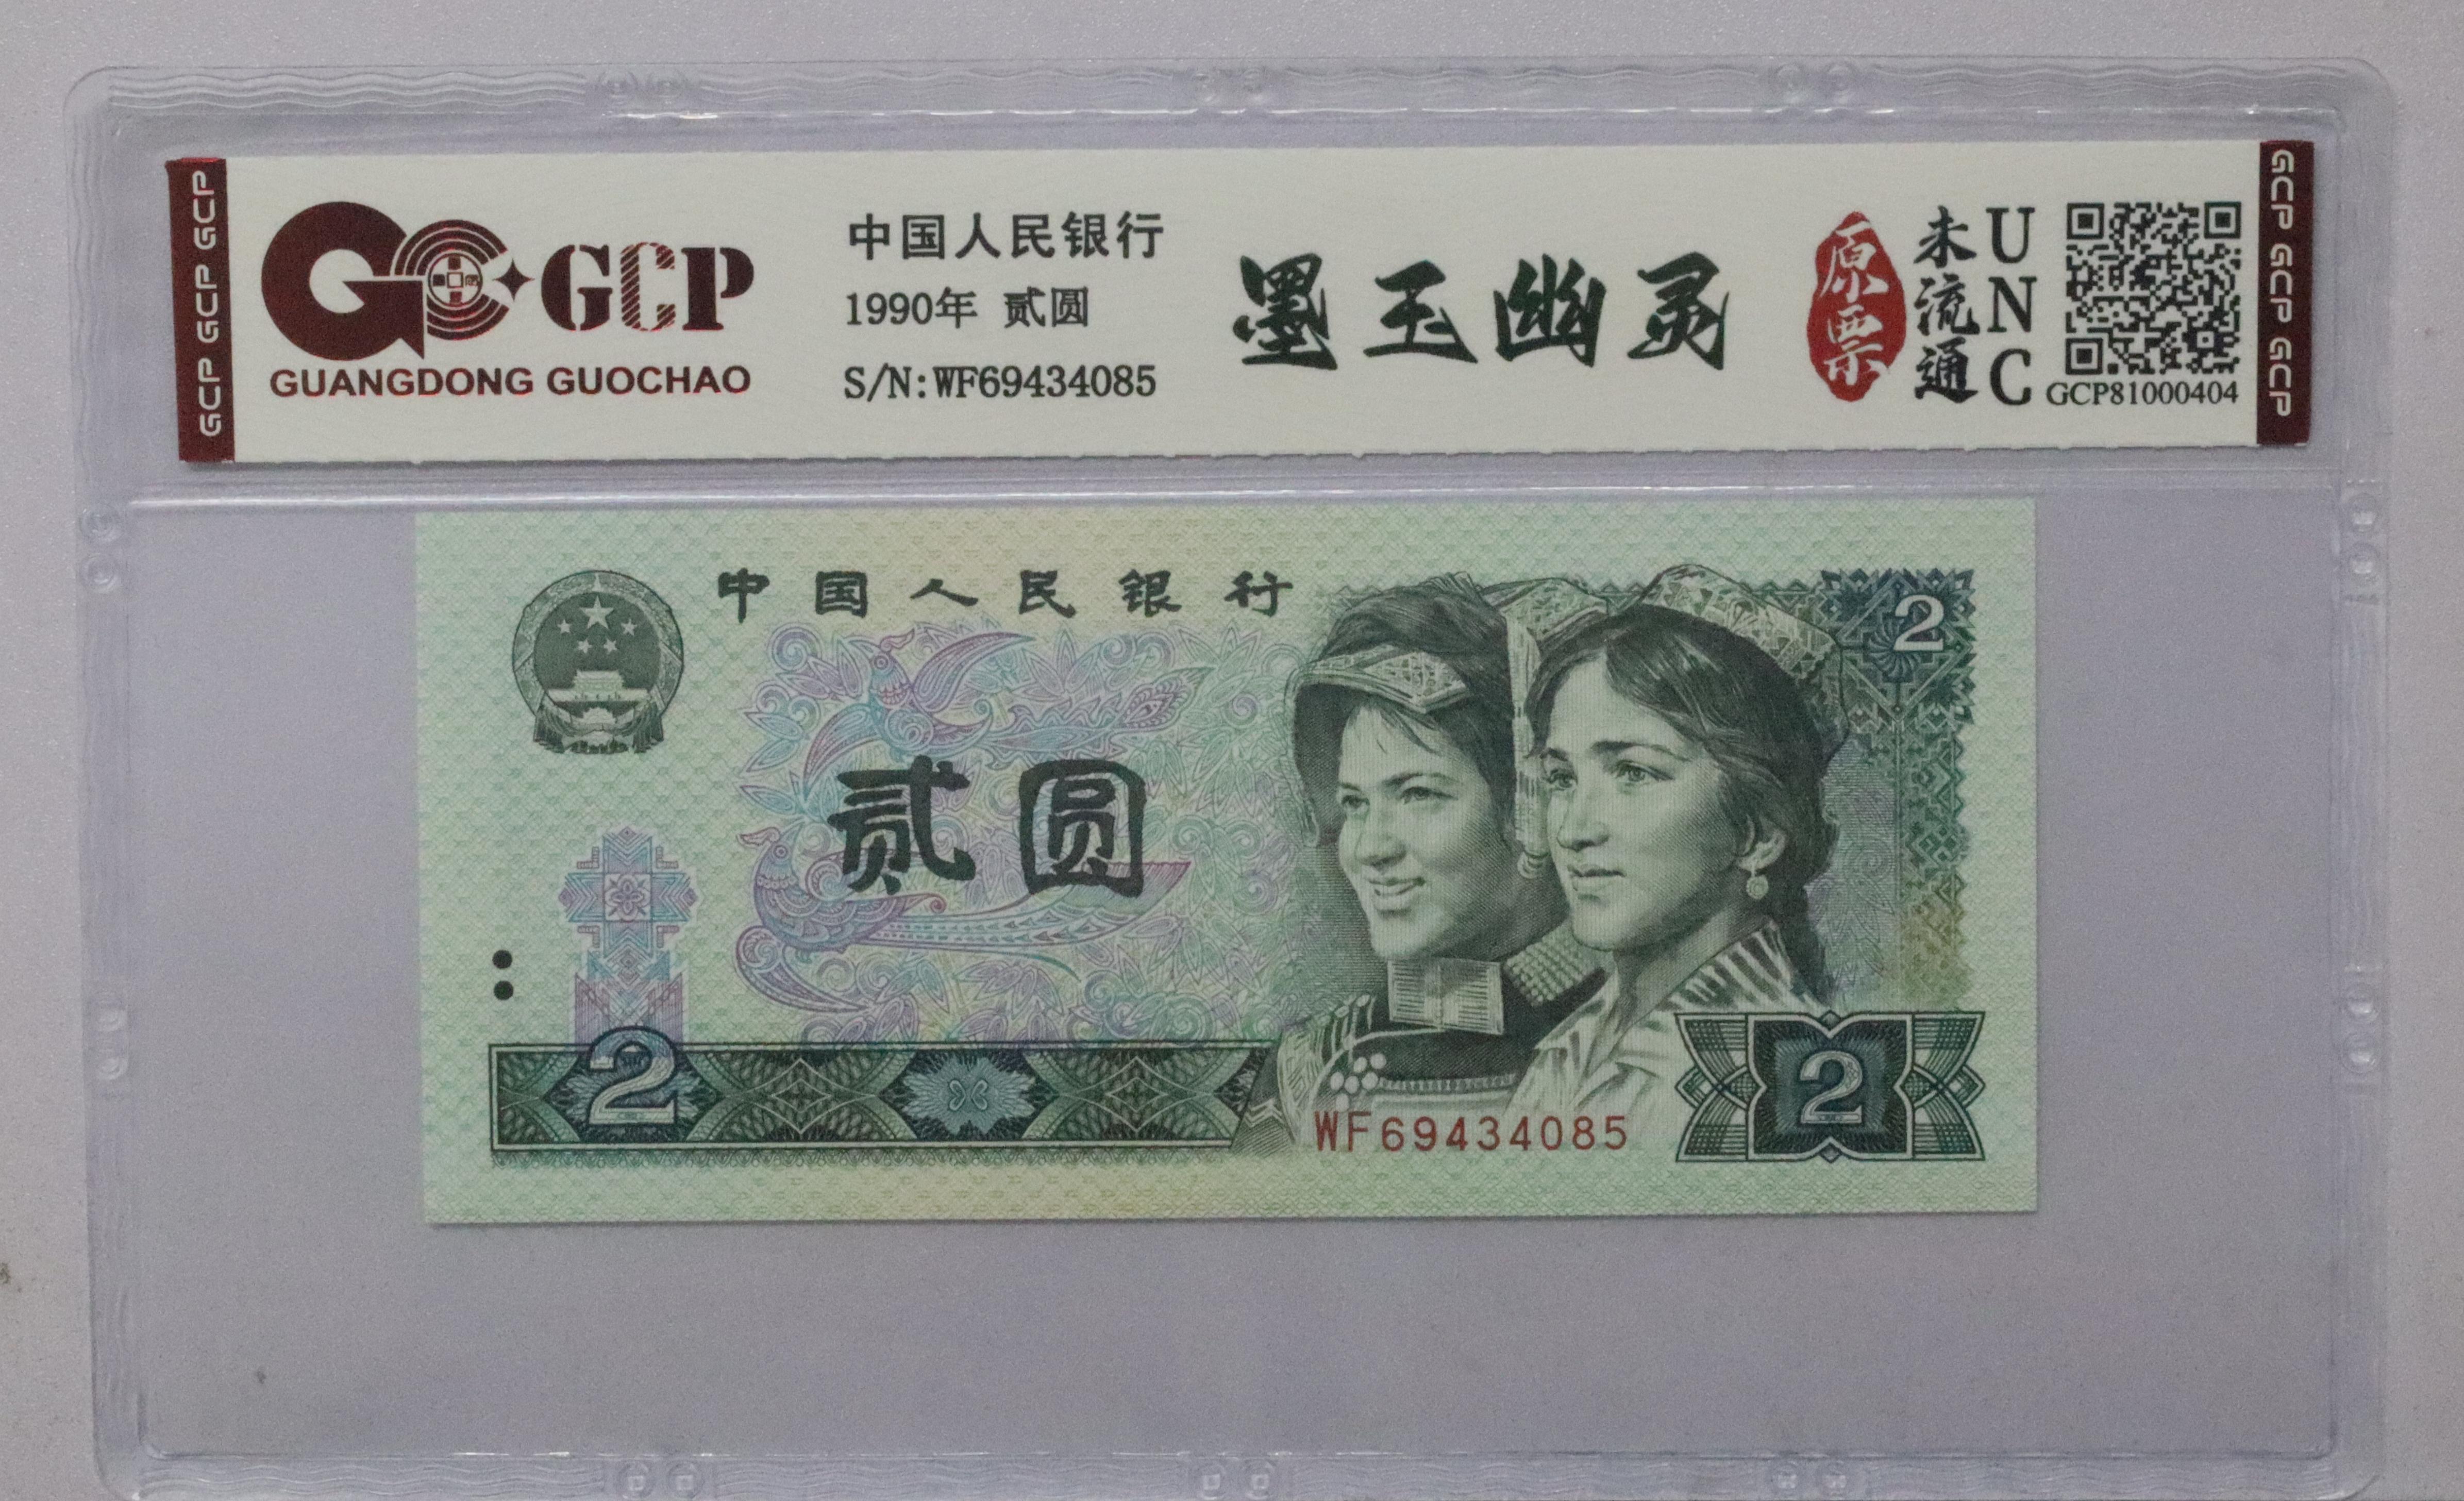 GCP GCP GCP
GCP
GUANGDONG GUOCHAO
中国人民银行
1990年 贰圆
S/N:WF69434085
墨玉幽灵
原票
未流通
UNC
GCP81000404
GCP GCP GCP
中国人民银行
2
贰圆
2
WF69434085
2